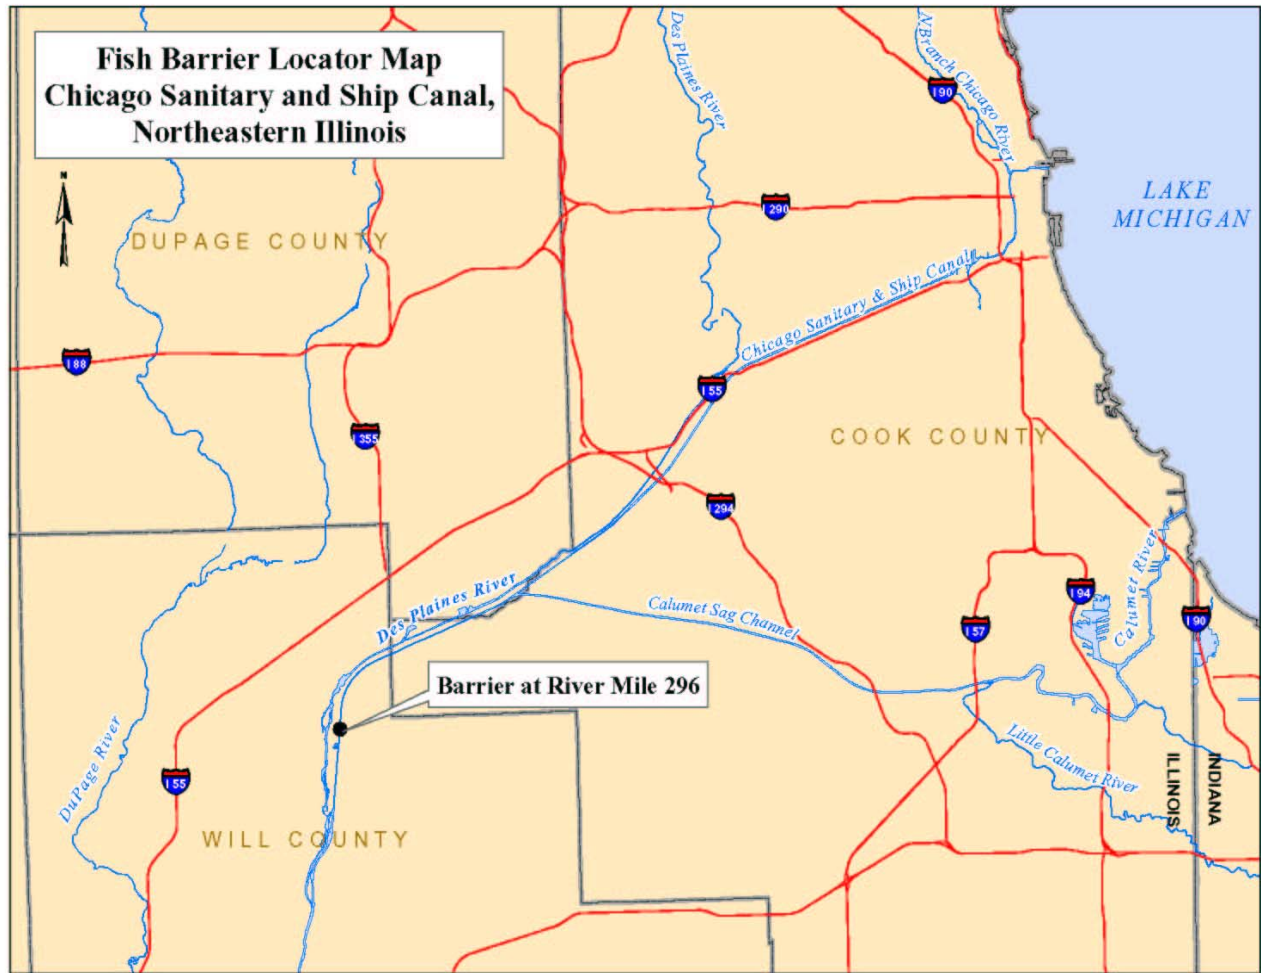 Fish Barrier Locator Map
Chicago Sanitary and Ship Canal,
Northeastern Illinois
N
DUPAGE COUNTY
Des Plaines River
N Branch Chicago River
I 90
LAKE
MICHIGAN
I 290
Chicago Sanitary & Ship Canal
I 88
I 55
I 355
COOK COUNTY
I 294
Des Plaines River
Calumet Sag Channel
I 57
I 94
Calumet River
I 90
Barrier at River Mile 296
DuPage River
I 55
Little Calumet River
ILLINOIS
INDIANA
WILL COUNTY